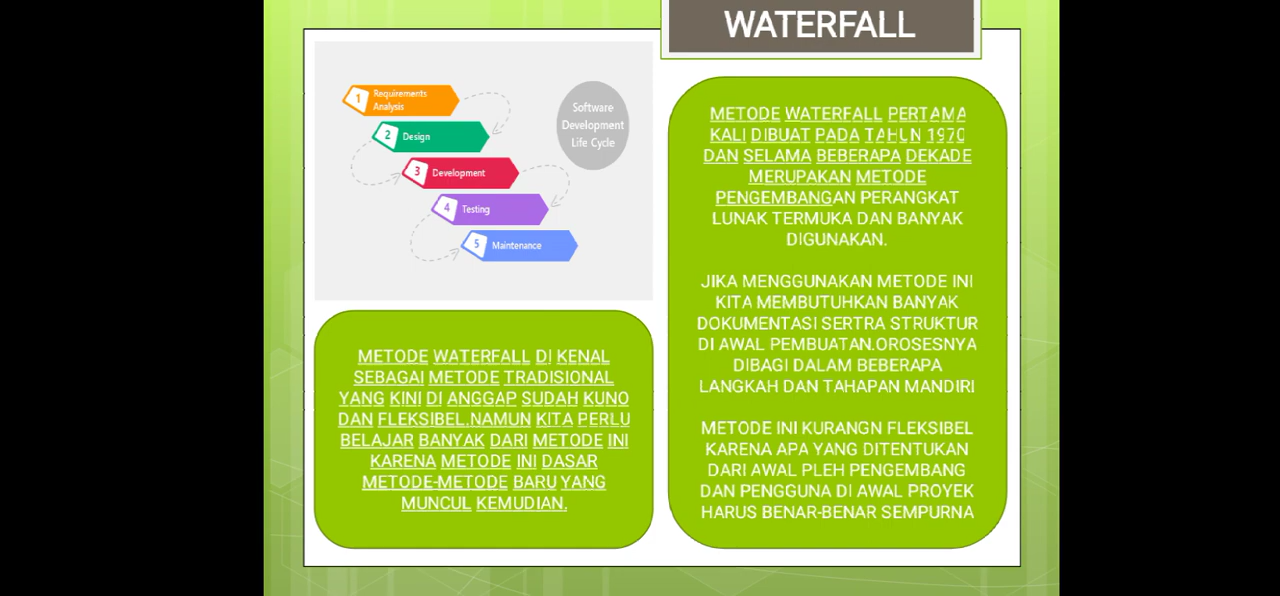 WATERFALL
1 Requirements
Analysis
2 Design
3 Development
4 Testing
5 Maintenance
Software
Development
Life Cycle
METODE WATERFALL DI KENAL
SEBAGAI METODE TRADISIONAL
YANG KINI DI ANGGAP SUDAH KUNO
DAN FLEKSIBEL.NAMUN KITA PERLU
BELAJAR BANYAK DARI METODE INI
KARENA METODE INI DASAR
METODE-METODE BARU YANG
MUNCUL KEMUDIAN.
METODE WATERFALL PERTAMA
KALI DIBUAT PADA TAHUN 1970
DAN SELAMA BEBERAPA DEKADE
MERUPAKAN METODE
PENGEMBANGAN PERANGKAT
LUNAK TERMUKA DAN BANYAK
DIGUNAKAN.
JIKA MENGGUNAKAN METODE INI
KITA MEMBUTUHKAN BANYAK
DOKUMENTASI SERTRA STRUKTUR
DI AWAL PEMBUATAN.OROSESNYA
DIBAGI DALAM BEBERAPA
LANGKAH DAN TAHAPAN MANDIRI
METODE INI KURANGN FLEKSIBEL
KARENA APA YANG DITENTUKAN
DARI AWAL PLEH PENGEMBANG
DAN PENGGUNA DI AWAL PROYEK
HARUS BENAR-BENAR SEMPURNA